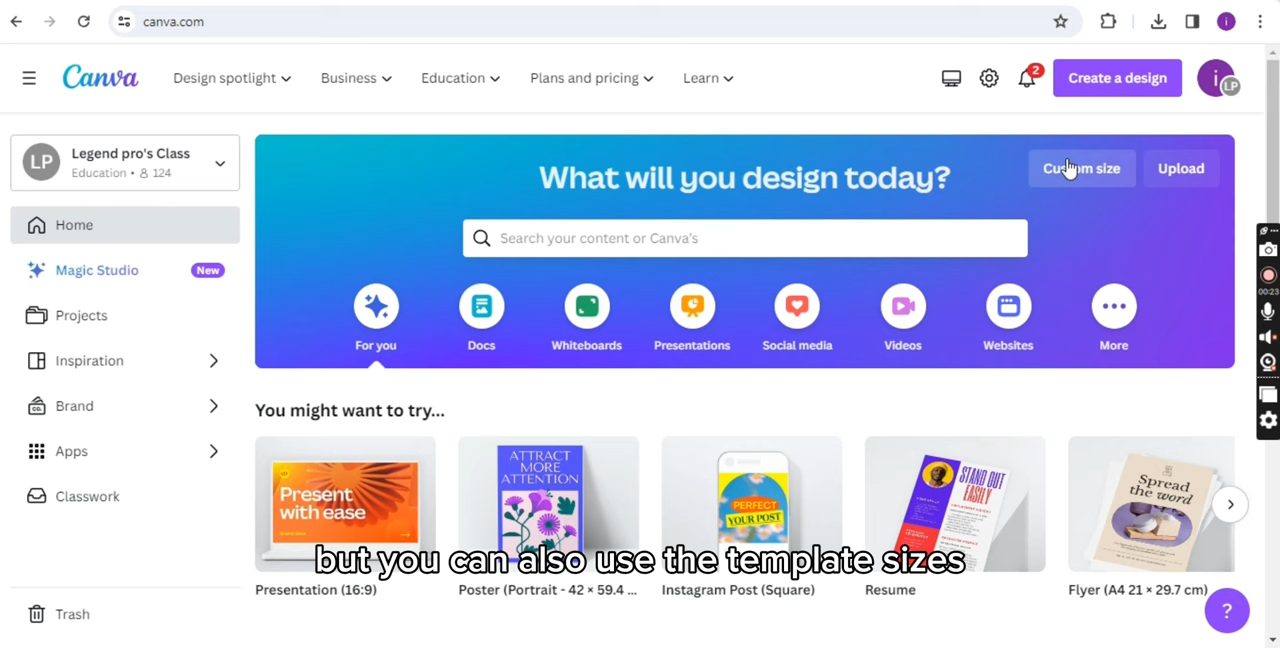 canva.com
Canva
Design spotlight
Business
Education
Plans and pricing
Learn
2
Create a design
i
LP
LP
Legend pro's Class
Education • 124
Home
Magic Studio
New
Projects
Inspiration
Brand
Apps
Classwork
Trash
What will you design today?
Custom size
Upload
Search your content or Canva's
For you
Docs
Whiteboards
Presentations
Social media
Videos
Websites
More
You might want to try...
Present
with ease
ATTRACT
MORE
ATTENTION
PERFECT
YOUR POST
STAND OUT
EASILY
Spread
the word
but you can also use the template sizes
Presentation (16:9)
Poster (Portrait - 42 × 59.4 ...
Instagram Post (Square)
Resume
Flyer (A4 21 × 29.7 cm)
?
00:23